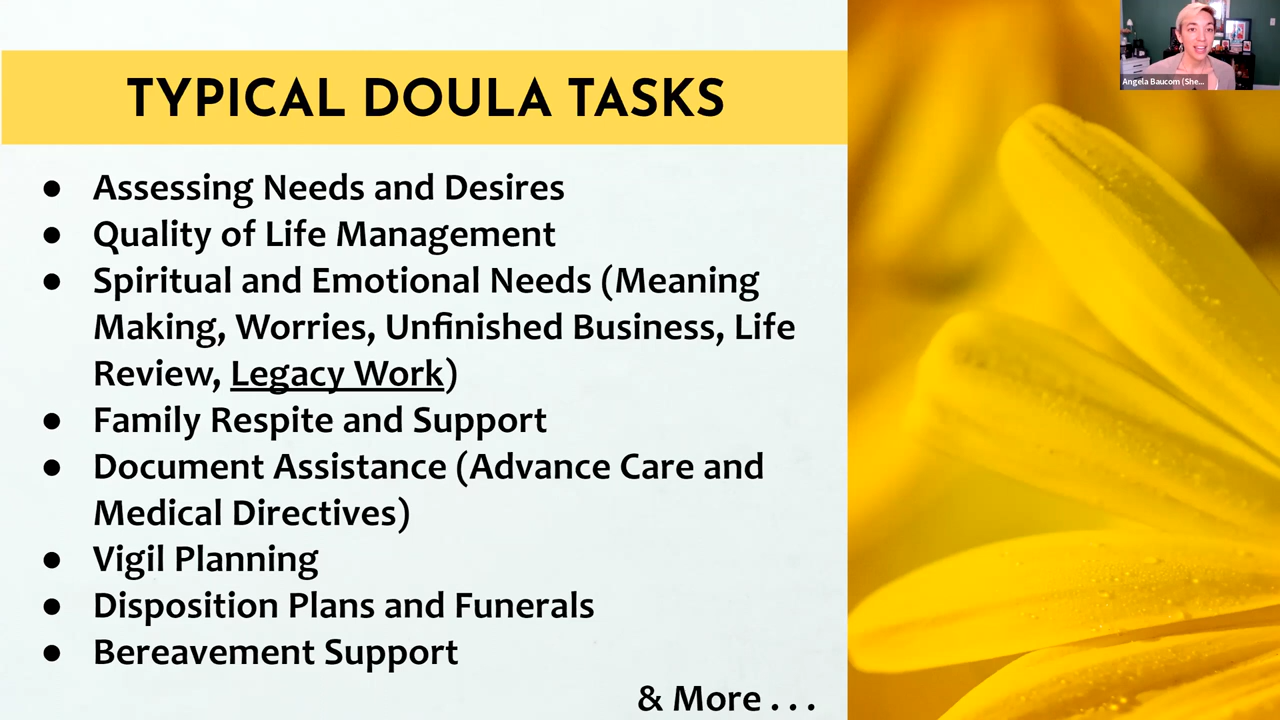 Angela Baucom (She...
TYPICAL DOULA TASKS
● Assessing Needs and Desires
● Quality of Life Management
● Spiritual and Emotional Needs (Meaning
Making, Worries, Unfinished Business, Life
Review, Legacy Work)
● Family Respite and Support
● Document Assistance (Advance Care and
Medical Directives)
● Vigil Planning
● Disposition Plans and Funerals
● Bereavement Support
& More . . .